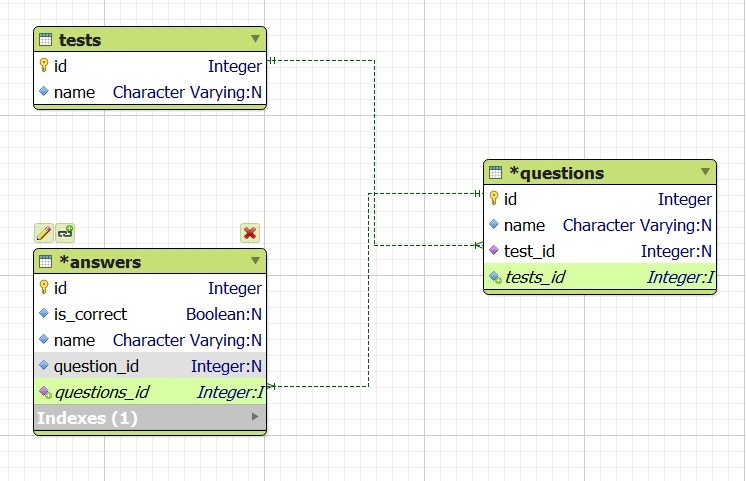 tests
id Integer
name Character Varying:N
*questions
id Integer
name Character Varying:N
test_id Integer:N
tests_id Integer:I
*answers
id Integer
is_correct Boolean:N
name Character Varying:N
question_id Integer:N
questions_id Integer:I
Indexes (1)